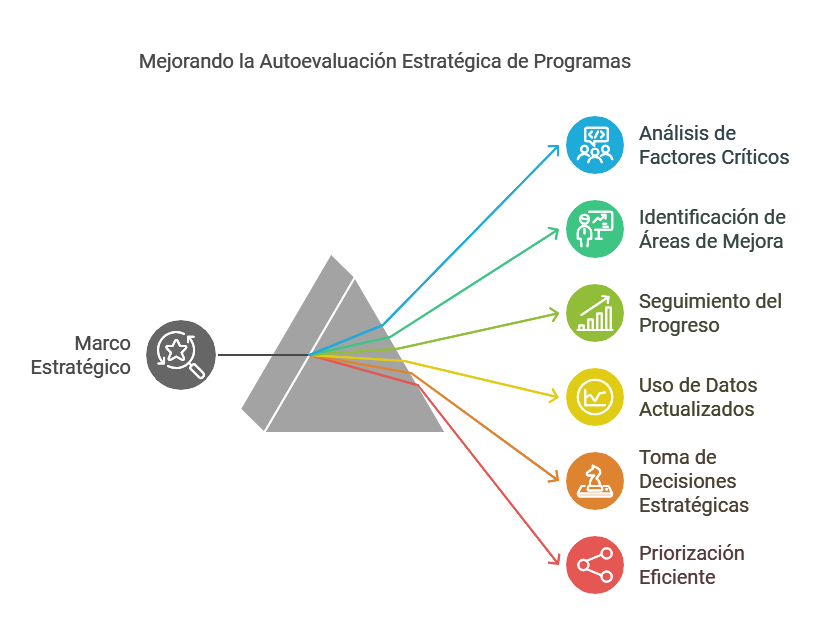 Mejorando la Autoevaluación Estratégica de Programas
Análisis de
Factores Críticos
Identificación de
Áreas de Mejora
Seguimiento del
Progreso
Marco
Estratégico
Uso de Datos
Actualizados
Toma de
Decisiones
Estratégicas
Priorización
Eficiente